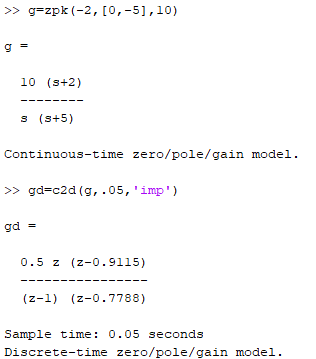 >> g=zpk(-2,[0,-5],10)
g =
10 (s+2)
--------
s (s+5)
Continuous-time zero/pole/gain model.
>> gd=c2d(g,.05,'imp')
gd =
0.5 z (z-0.9115)
----------------
(z-1) (z-0.7788)
Sample time: 0.05 seconds
Discrete-time zero/pole/gain model.